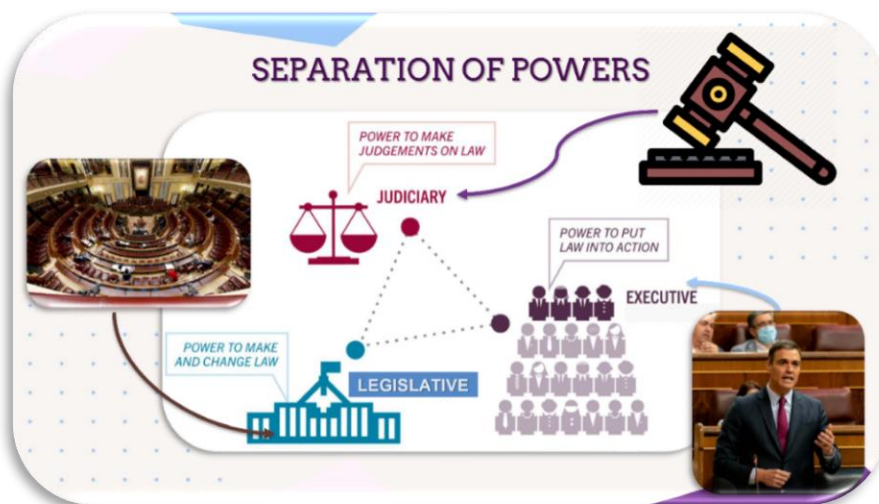 SEPARATION OF POWERS
POWER TO MAKE
JUDGEMENTS ON LAW
JUDICIARY
POWER TO PUT
LAW INTO ACTION
EXECUTIVE
POWER TO MAKE
AND CHANGE LAW
LEGISLATIVE